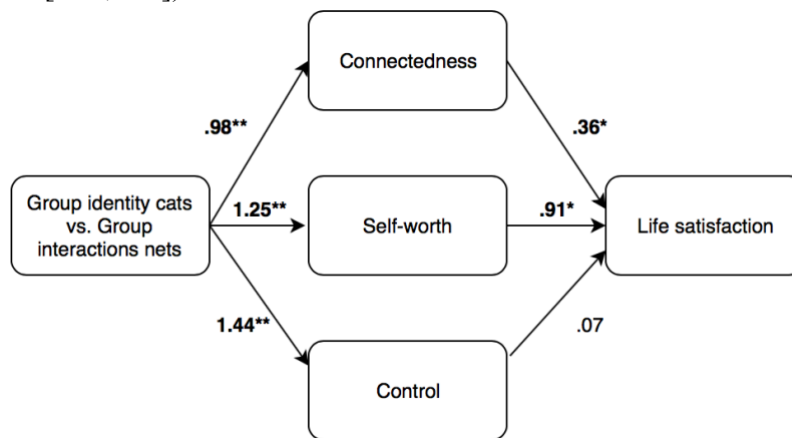 Connectedness
.98**
.36*
Group identity cats
vs. Group
interactions nets
1.25**
Self-worth
.91*
Life satisfaction
1.44**
.07
Control